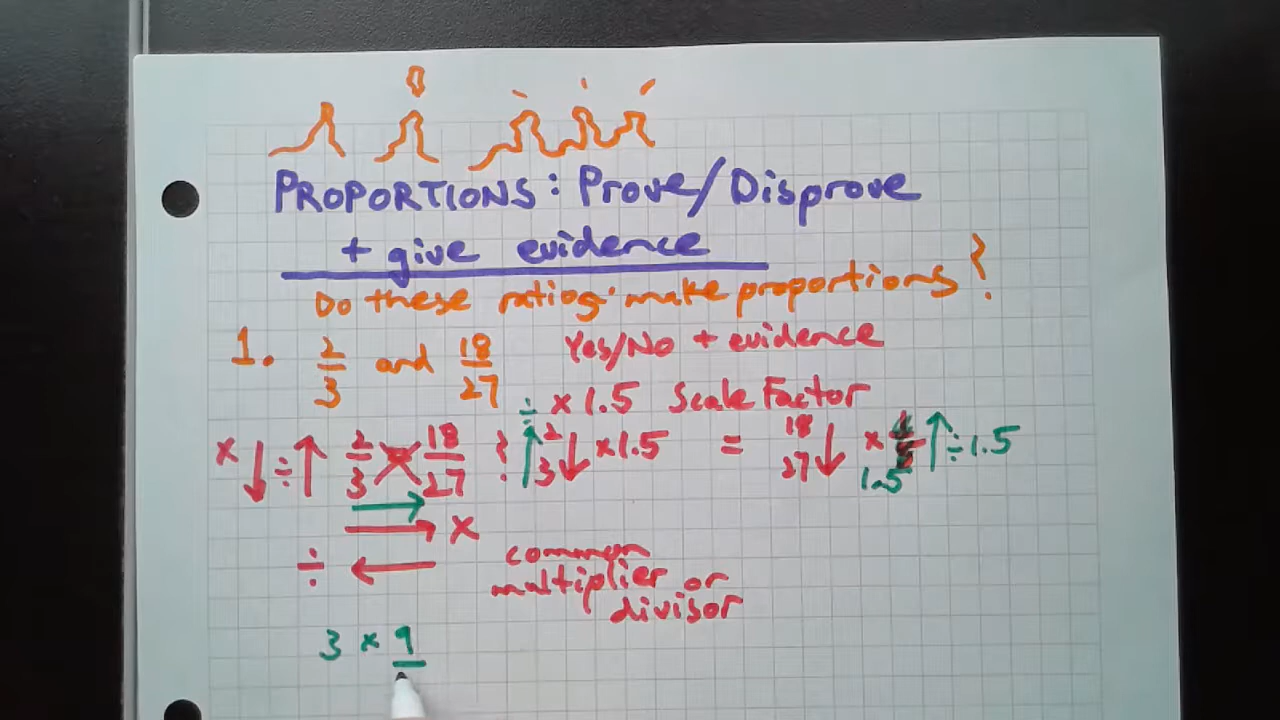 PROPORTIONS: Prove/Disprove
+ give evidence
Do these ratios make proportions?
1. 2/3 and 18/27 Yes/No + evidence
÷ × 1.5 Scale Factor
× ↓ ÷ ↑ 2/3 × 18/27 ? ↑ 2/3 ↓ × 1.5 = 18/27 ↓ × 1.5 ↑ ÷ 1.5
→
→ ×
÷ ← common
multiplier or
divisor
3 × 9